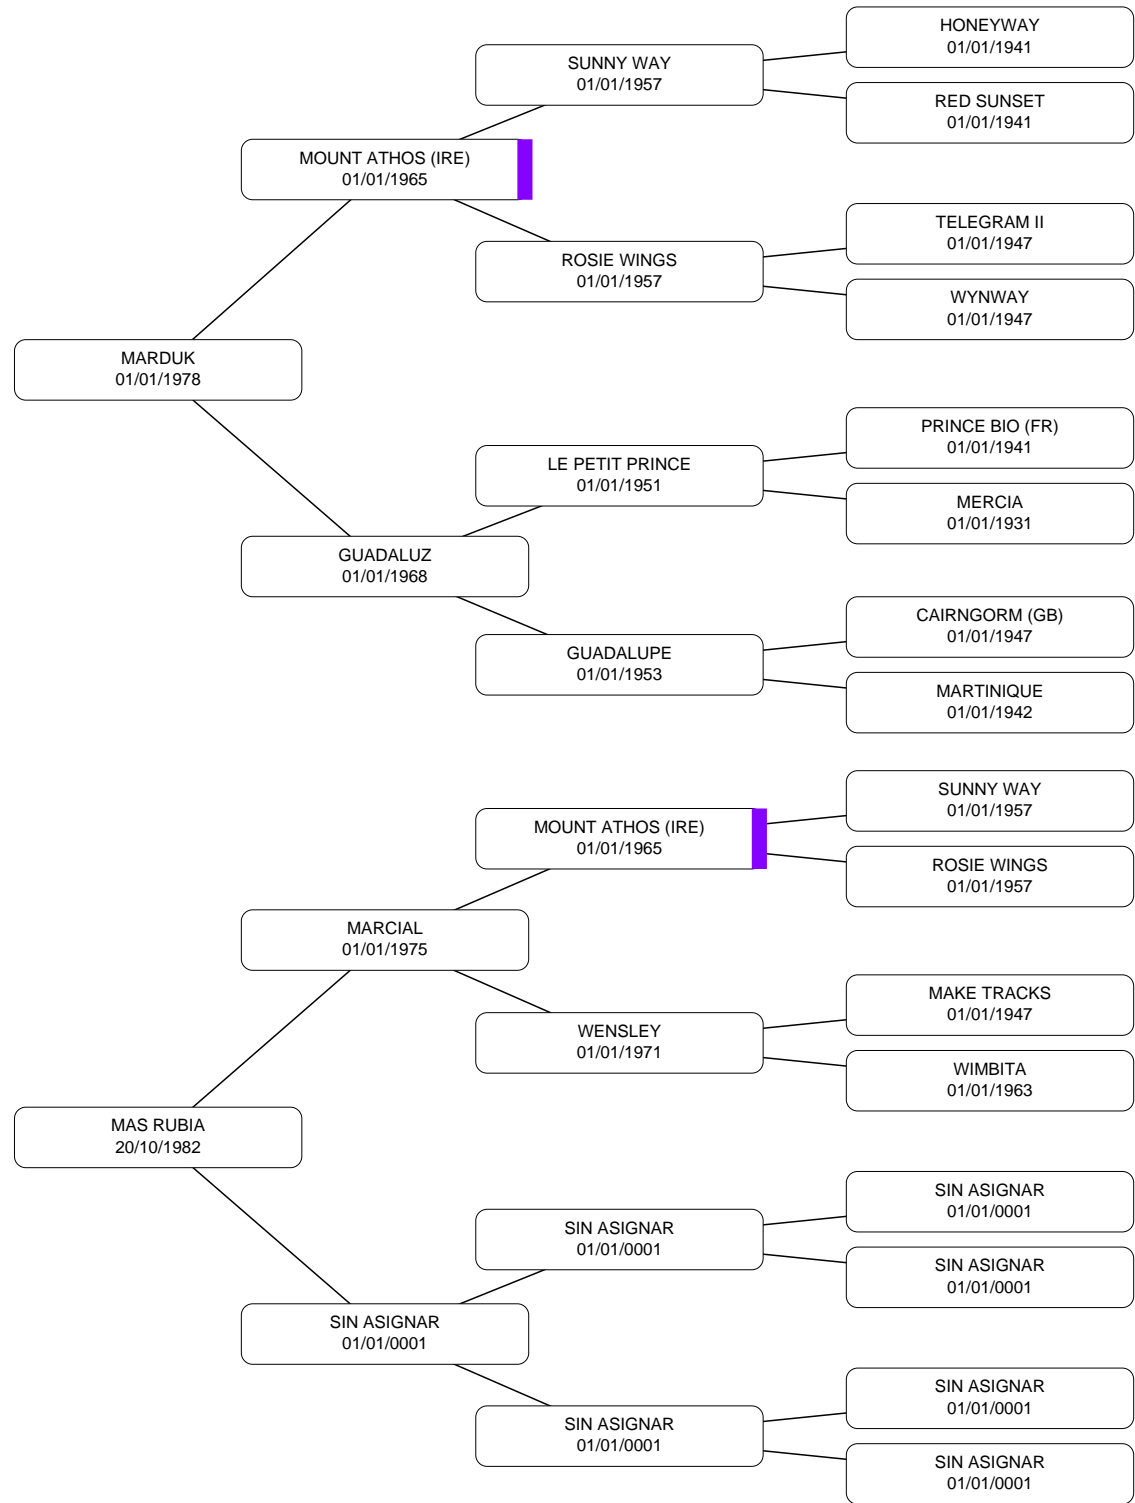 HONEYWAY
01/01/1941
SUNNY WAY
01/01/1957
RED SUNSET
01/01/1941
MOUNT ATHOS (IRE)
01/01/1965
TELEGRAM II
01/01/1947
ROSIE WINGS
01/01/1957
WYNWAY
01/01/1947
MARDUK
01/01/1978
PRINCE BIO (FR)
01/01/1941
LE PETIT PRINCE
01/01/1951
MERCIA
01/01/1931
GUADALUZ
01/01/1968
CAIRNGORM (GB)
01/01/1947
GUADALUPE
01/01/1953
MARTINIQUE
01/01/1942
SUNNY WAY
01/01/1957
MOUNT ATHOS (IRE)
01/01/1965
ROSIE WINGS
01/01/1957
MARCIAL
01/01/1975
MAKE TRACKS
01/01/1947
WENSLEY
01/01/1971
WIMBITA
01/01/1963
MAS RUBIA
20/10/1982
SIN ASIGNAR
01/01/0001
SIN ASIGNAR
01/01/0001
SIN ASIGNAR
01/01/0001
SIN ASIGNAR
01/01/0001
SIN ASIGNAR
01/01/0001
SIN ASIGNAR
01/01/0001
SIN ASIGNAR
01/01/0001